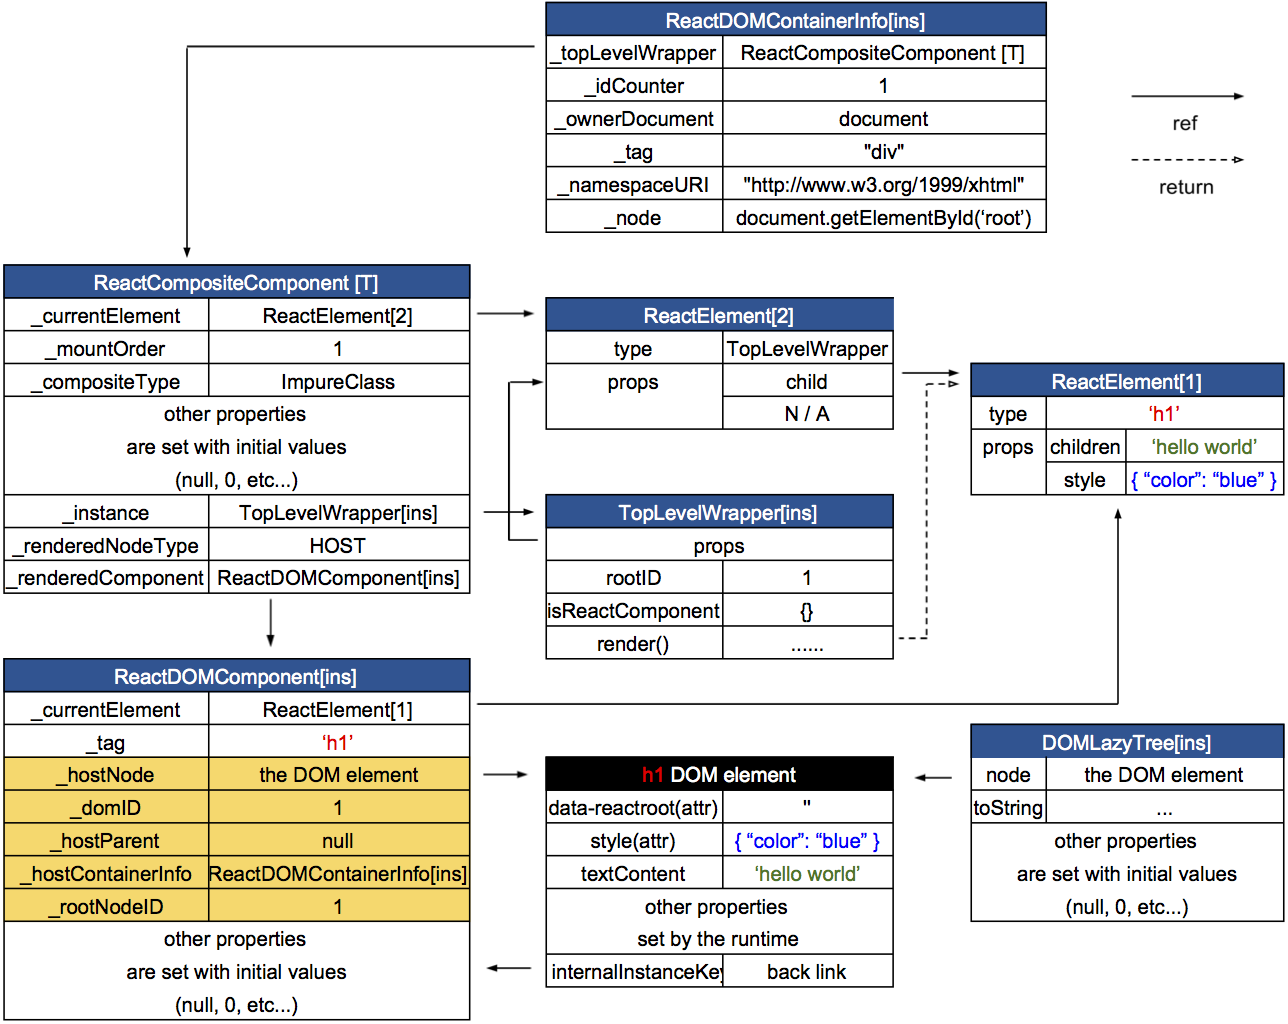 ReactDOMContainerInfo[ins]
_topLevelWrapper ReactCompositeComponent [T]
_idCounter 1
_ownerDocument document
_tag "div"
_namespaceURI "http://www.w3.org/1999/xhtml"
_node document.getElementById(‘root’)
ref
return
ReactCompositeComponent [T]
_currentElement ReactElement[2]
_mountOrder 1
_compositeType ImpureClass
other properties
are set with initial values
(null, 0, etc...)
_instance TopLevelWrapper[ins]
_renderedNodeType HOST
_renderedComponent ReactDOMComponent[ins]
ReactElement[2]
type TopLevelWrapper
props child
N / A
ReactElement[1]
type ‘h1’
props children ‘hello world’
style { “color”: “blue” }
TopLevelWrapper[ins]
props
rootID 1
isReactComponent {}
render() ......
ReactDOMComponent[ins]
_currentElement ReactElement[1]
_tag ‘h1’
_hostNode the DOM element
_domID 1
_hostParent null
_hostContainerInfo ReactDOMContainerInfo[ins]
_rootNodeID 1
other properties
are set with initial values
(null, 0, etc...)
h1 DOM element
data-reactroot(attr) ''
style(attr) { “color”: “blue” }
textContent ‘hello world’
other properties
set by the runtime
internalInstanceKey back link
DOMLazyTree[ins]
node the DOM element
toString ...
other properties
are set with initial values
(null, 0, etc...)